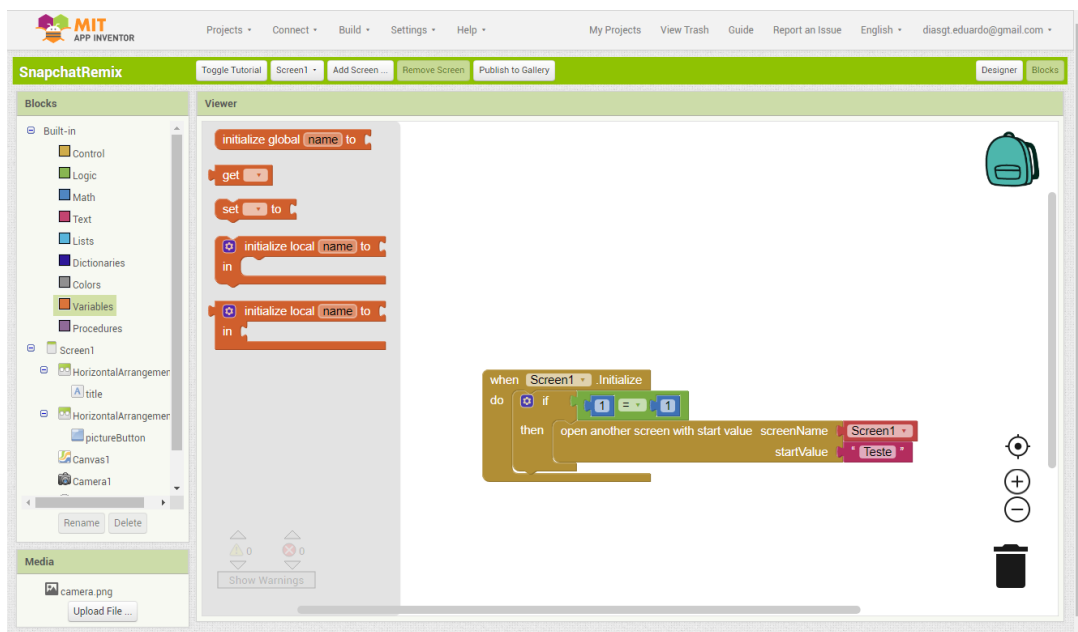 MIT
APP INVENTOR
Projects Connect Build Settings Help My Projects View Trash Guide Report an Issue English diasgt.eduardo@gmail.com
SnapchatRemix Toggle Tutorial Screen1 Add Screen ... Remove Screen Publish to Gallery Designer Blocks
Blocks
Viewer
Built-in
Control
Logic
Math
Text
Lists
Dictionaries
Colors
Variables
Procedures
Screen1
HorizontalArrangemer
title
HorizontalArrangemer
pictureButton
Canvas1
Camera1
Rename Delete
Media
camera.png
Upload File ...
initialize global name to
get
set to
initialize local name to
in
initialize local name to
in
0 0
Show Warnings
when Screen1 .Initialize
do if 1 = 1
then open another screen with start value screenName Screen1
startValue " Teste "